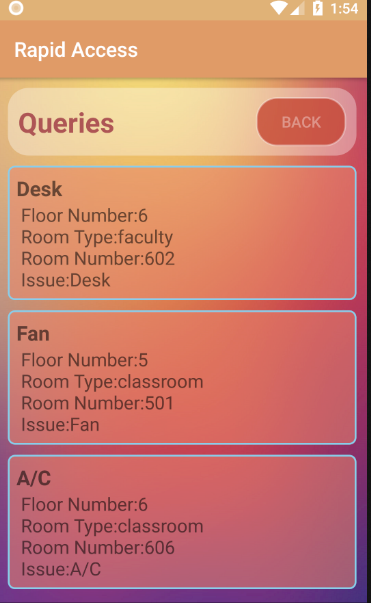 1:54
Rapid Access
Queries
BACK
Desk
Floor Number:6
Room Type:faculty
Room Number:602
Issue:Desk
Fan
Floor Number:5
Room Type:classroom
Room Number:501
Issue:Fan
A/C
Floor Number:6
Room Type:classroom
Room Number:606
Issue:A/C